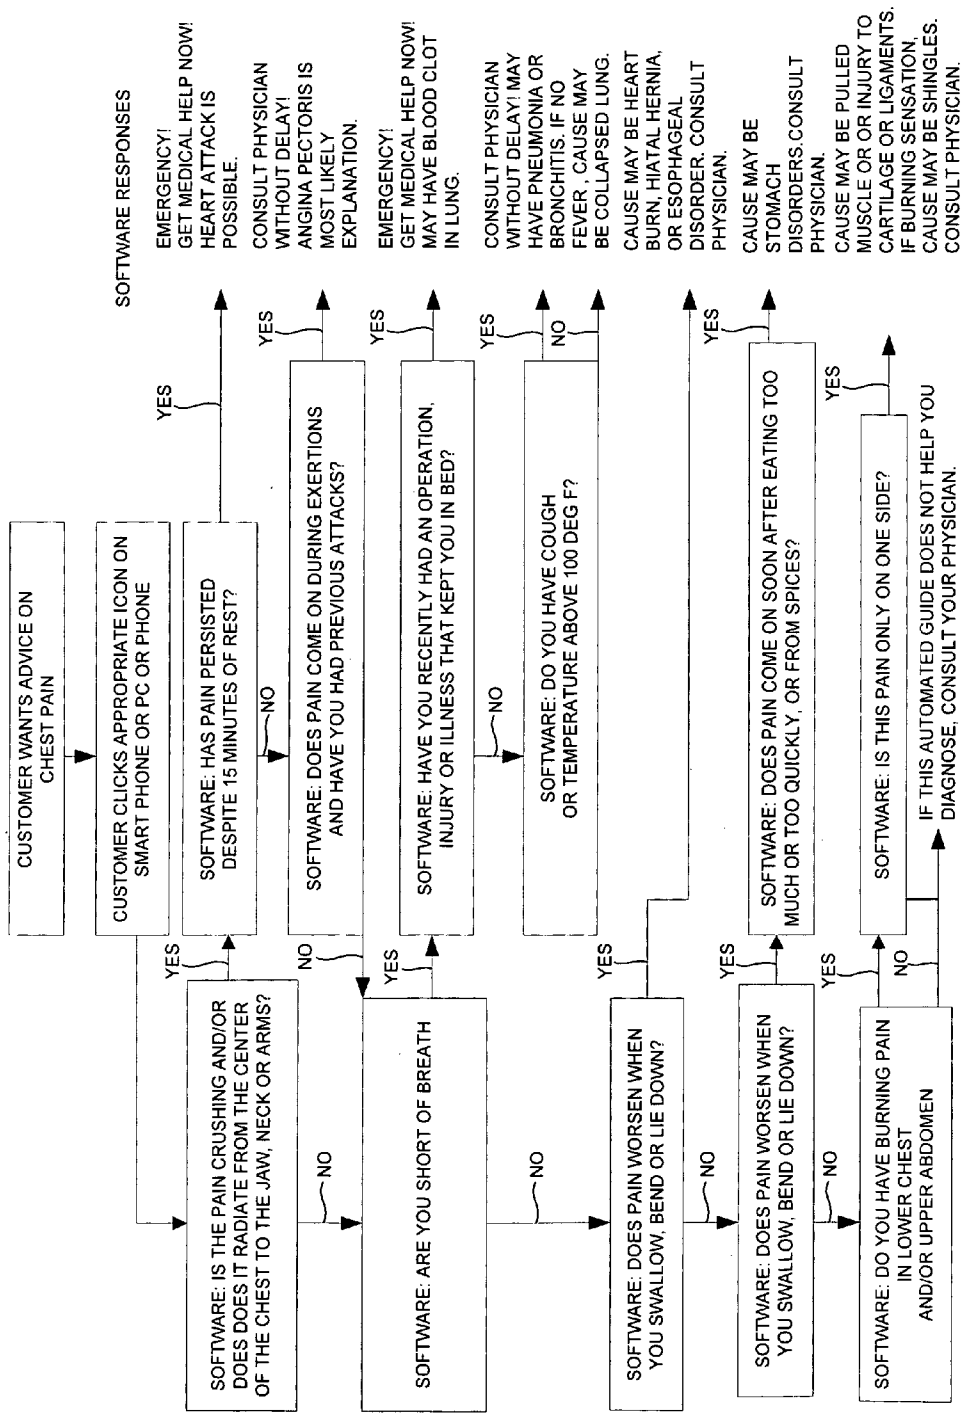 CUSTOMER WANTS ADVICE ON
CHEST PAIN
CUSTOMER CLICKS APPROPRIATE ICON ON
SMART PHONE OR PC OR PHONE
SOFTWARE RESPONSES
SOFTWARE: IS THE PAIN CRUSHING AND/OR
DOES DOES IT RADIATE FROM THE CENTER
OF THE CHEST TO THE JAW, NECK OR ARMS?
YES
SOFTWARE: HAS PAIN PERSISTED
DESPITE 15 MINUTES OF REST?
YES
EMERGENCY!
GET MEDICAL HELP NOW!
HEART ATTACK IS
POSSIBLE.
NO
NO
SOFTWARE: DOES PAIN COME ON DURING EXERTIONS
AND HAVE YOU HAD PREVIOUS ATTACKS?
YES
CONSULT PHYSICIAN
WITHOUT DELAY!
ANGINA PECTORIS IS
MOST LIKELY
EXPLANATION.
NO
SOFTWARE: ARE YOU SHORT OF BREATH
YES
SOFTWARE: HAVE YOU RECENTLY HAD AN OPERATION,
INJURY OR ILLNESS THAT KEPT YOU IN BED?
YES
EMERGENCY!
GET MEDICAL HELP NOW!
MAY HAVE BLOOD CLOT
IN LUNG.
NO
NO
SOFTWARE: DO YOU HAVE COUGH
OR TEMPERATURE ABOVE 100 DEG F?
YES
NO
CONSULT PHYSICIAN
WITHOUT DELAY! MAY
HAVE PNEUMONIA OR
BRONCHITIS. IF NO
FEVER , CAUSE MAY
BE COLLAPSED LUNG.
SOFTWARE: DOES PAIN WORSEN WHEN
YOU SWALLOW, BEND OR LIE DOWN?
YES
CAUSE MAY BE HEART
BURN, HIATAL HERNIA,
OR ESOPHAGEAL
DISORDER. CONSULT
PHYSICIAN.
NO
SOFTWARE: DOES PAIN WORSEN WHEN
YOU SWALLOW, BEND OR LIE DOWN?
YES
SOFTWARE: DOES PAIN COME ON SOON AFTER EATING TOO
MUCH OR TOO QUICKLY, OR FROM SPICES?
YES
CAUSE MAY BE
STOMACH
DISORDERS.CONSULT
PHYSICIAN.
NO
SOFTWARE: DO YOU HAVE BURNING PAIN
IN LOWER CHEST
AND/OR UPPER ABDOMEN
YES
NO
SOFTWARE: IS THIS PAIN ONLY ON ONE SIDE?
YES
CAUSE MAY BE PULLED
MUSCLE OR OR INJURY TO
CARTILAGE OR LIGAMENTS.
IF BURNING SENSATION,
CAUSE MAY BE SHINGLES.
CONSULT PHYSICIAN.
IF THIS AUTOMATED GUIDE DOES NOT HELP YOU
DIAGNOSE, CONSULT YOUR PHYSICIAN.